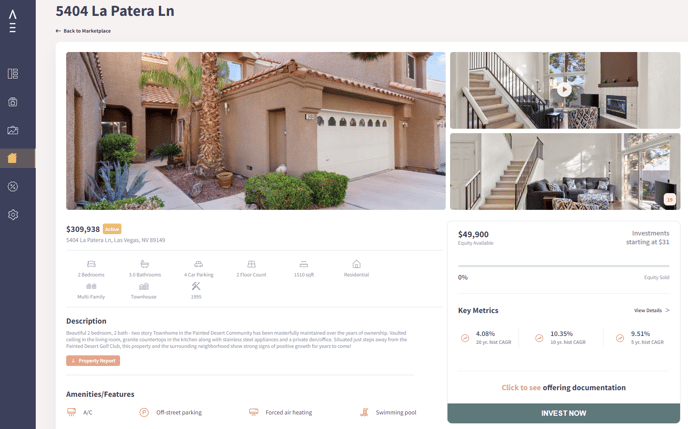 5404 La Patera Ln
← Back to Marketplace
19
$309,938 Active
5404 La Patera Ln, Las Vegas, NV 89149
2 Bedrooms
3.0 Bathrooms
4 Car Parking
2 Floor Count
1510 sqft
Residential
Multi-Family
Townhouse
1995
Description
Beautiful 2 bedroom, 2 bath - two story Townhome in the Painted Desert Community has been masterfully maintained over the years of ownership. Vaulted
ceiling in the living room, granite countertops in the kitchen along with stainless steel appliances and a private den/office. Situated just steps away from the
Painted Desert Golf Club, this property and the surrounding neighborhood show strong signs of positive growth for years to come!
Property Report
Amenities/Features
A/C
Off-street parking
Forced air heating
Swimming pool
$49,900
Equity Available
Investments
starting at $31
0%
Equity Sold
Key Metrics
View Details >
4.08%
20 yr. hist CAGR
10.35%
10 yr. hist CAGR
9.51%
5 yr. hist CAGR
Click to see offering documentation
INVEST NOW